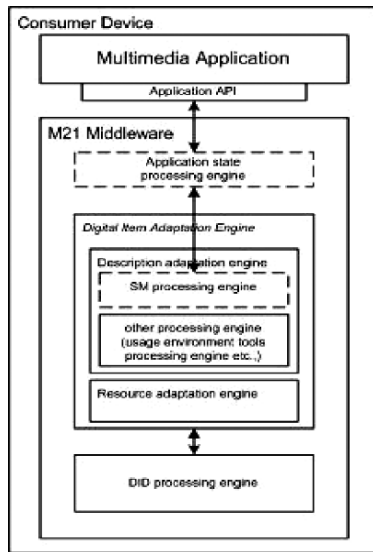 Consumer Device
Multimedia Application
Application API
M21 Middleware
Application state
processing engine
Digital Item Adaptation Engine
Description adaptation engine
SM processing engine
other processing engine
(usage environment tools
processing engine etc.,)
Resource adaptation engine
DID processing engine